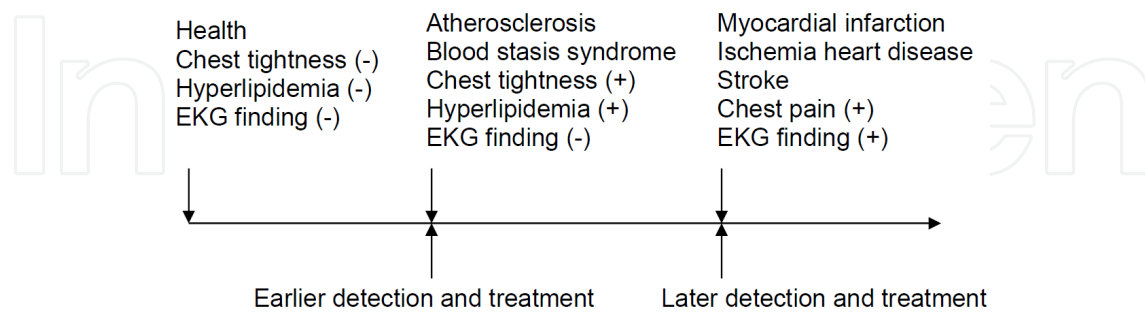 Health
Chest tightness (-)
Hyperlipidemia (-)
EKG finding (-)
Atherosclerosis
Blood stasis syndrome
Chest tightness (+)
Hyperlipidemia (+)
EKG finding (-)
Myocardial infarction
Ischemia heart disease
Stroke
Chest pain (+)
EKG finding (+)
Earlier detection and treatment
Later detection and treatment